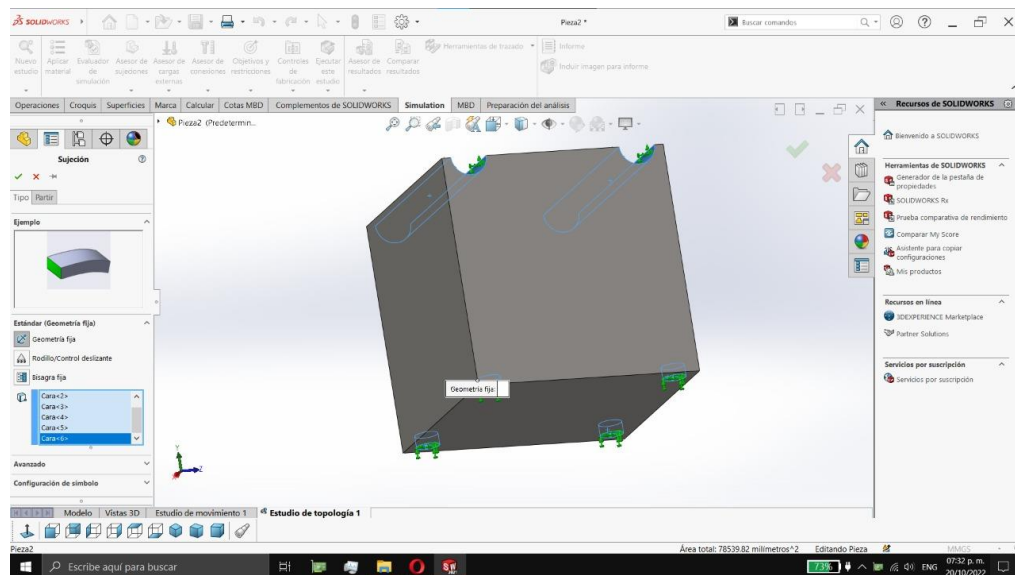 SOLIDWORKS
Pieza2 *
Buscar comandos
Nuevo estudio
Aplicar material
Evaluador de simulación
Asesor de sujeciones
Asesor de cargas externas
Asesor de conexiones
Objetivos y restricciones
Controles de fabricación
Ejecutar este estudio
Asesor de resultados
Comparar resultados
Herramientas de trazado
Informe
Incluir imagen para informe
Operaciones Croquis Superficies Marca Calcular Cotas MBD Complementos de SOLIDWORKS Simulation MBD Preparación del análisis
Pieza2 (Predetermin...
Sujeción
Tipo Partir
Ejemplo
Estándar (Geometría fija)
Geometría fija
Rodillo/Control deslizante
Bisagra fija
Cara<2>
Cara<3>
Cara<4>
Cara<5>
Cara<6>
Avanzado
Configuración de símbolo
Geometría fija:
Y
Z
Recursos de SOLIDWORKS
Bienvenido a SOLIDWORKS
Herramientas de SOLIDWORKS
Generador de la pestaña de
propiedades
SOLIDWORKS Rx
Prueba comparativa de rendimiento
Comparar My Score
Asistente para copiar
configuraciones
Mis productos
Recursos en línea
3DEXPERIENCE Marketplace
Partner Solutions
Servicios por suscripción
Servicios por suscripción
Modelo Vistas 3D Estudio de movimiento 1 Estudio de topología 1
Pieza2
Área total: 78539.82 milímetros^2 Editando Pieza MMGS
Escribe aquí para buscar
73%
ENG
07:32 p. m.
20/10/2022